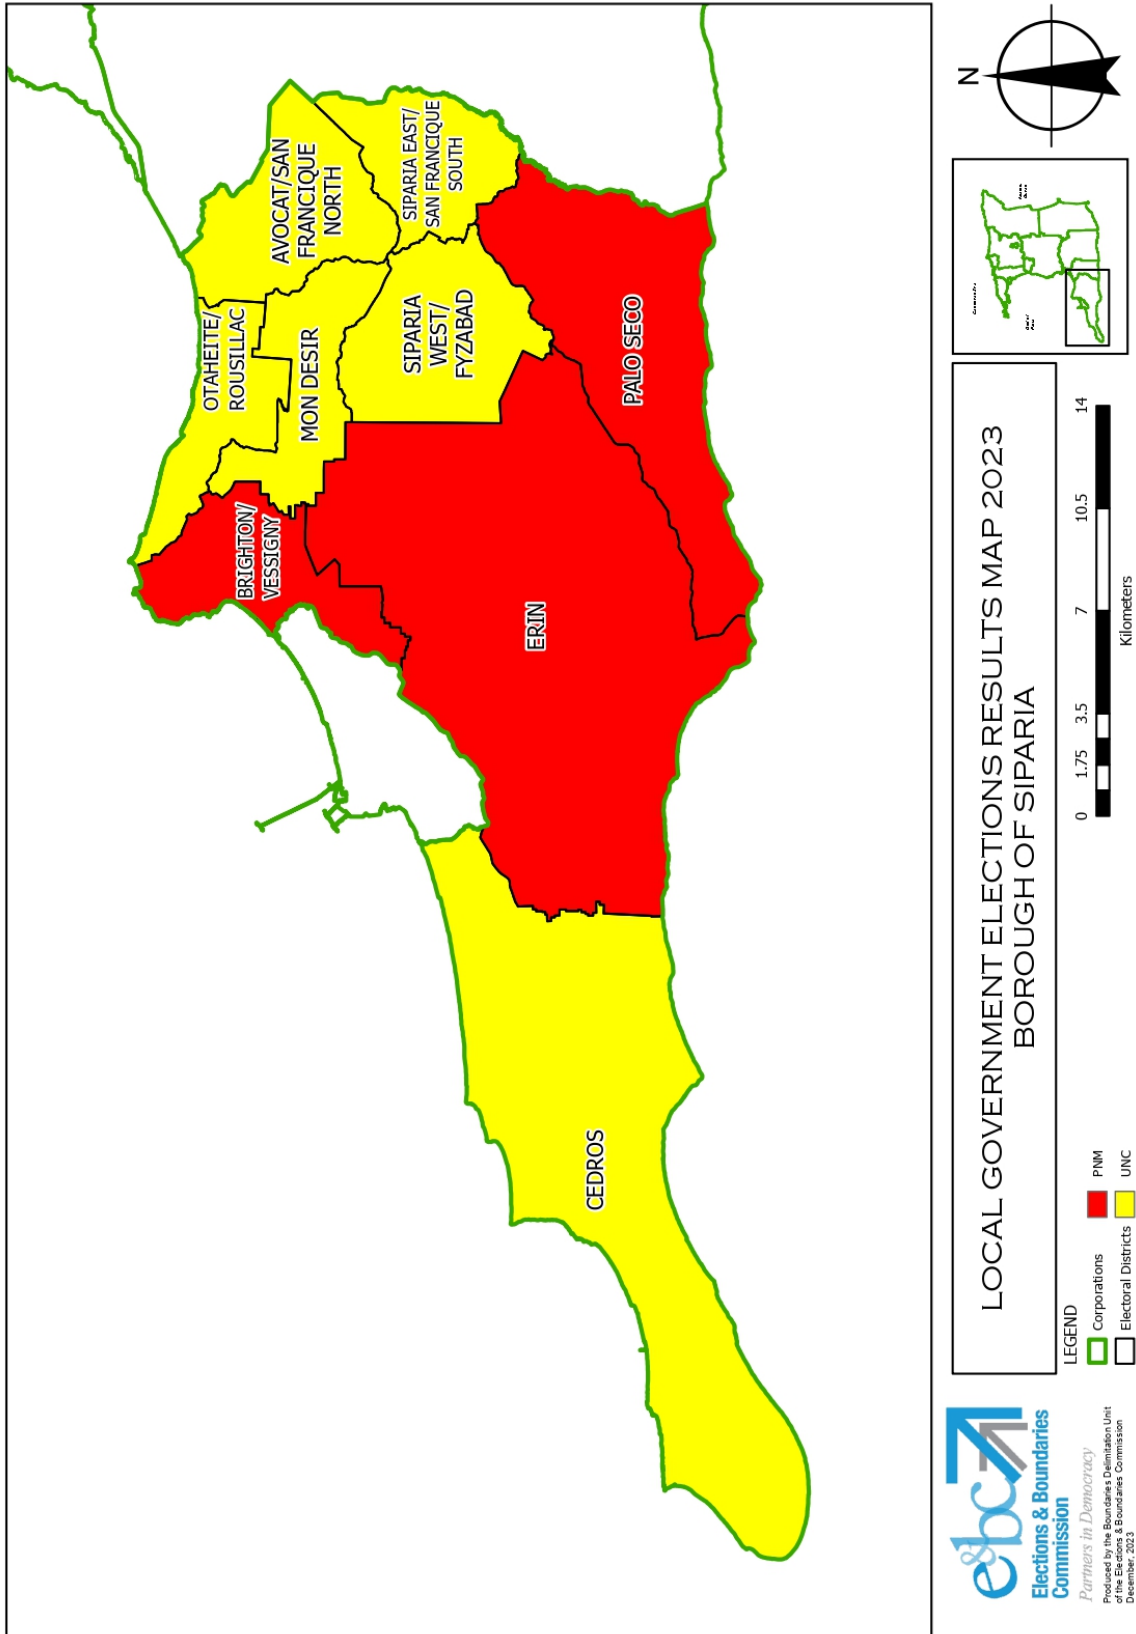 AVOCAT/SAN
FRANCIQUE
NORTH
SIPARIA EAST/
SAN FRANCIQUE
SOUTH
OTAHEITE/
ROUSILLAC
MON DESIR
SIPARIA
WEST/
FYZABAD
PALO SECO
BRIGHTON/
VESSIGNY
ERIN
CEDROS
N
LOCAL GOVERNMENT ELECTIONS RESULTS MAP 2023
BOROUGH OF SIPARIA
0 1.75 3.5 7 10.5 14
Kilometers
LEGEND
Corporations
Electoral Districts
PNM
UNC
e&bc
Elections & Boundaries
Commission
Partners in Democracy
Produced by the Boundaries Delimitation Unit
of the Elections & Boundaries Commission
December, 2023